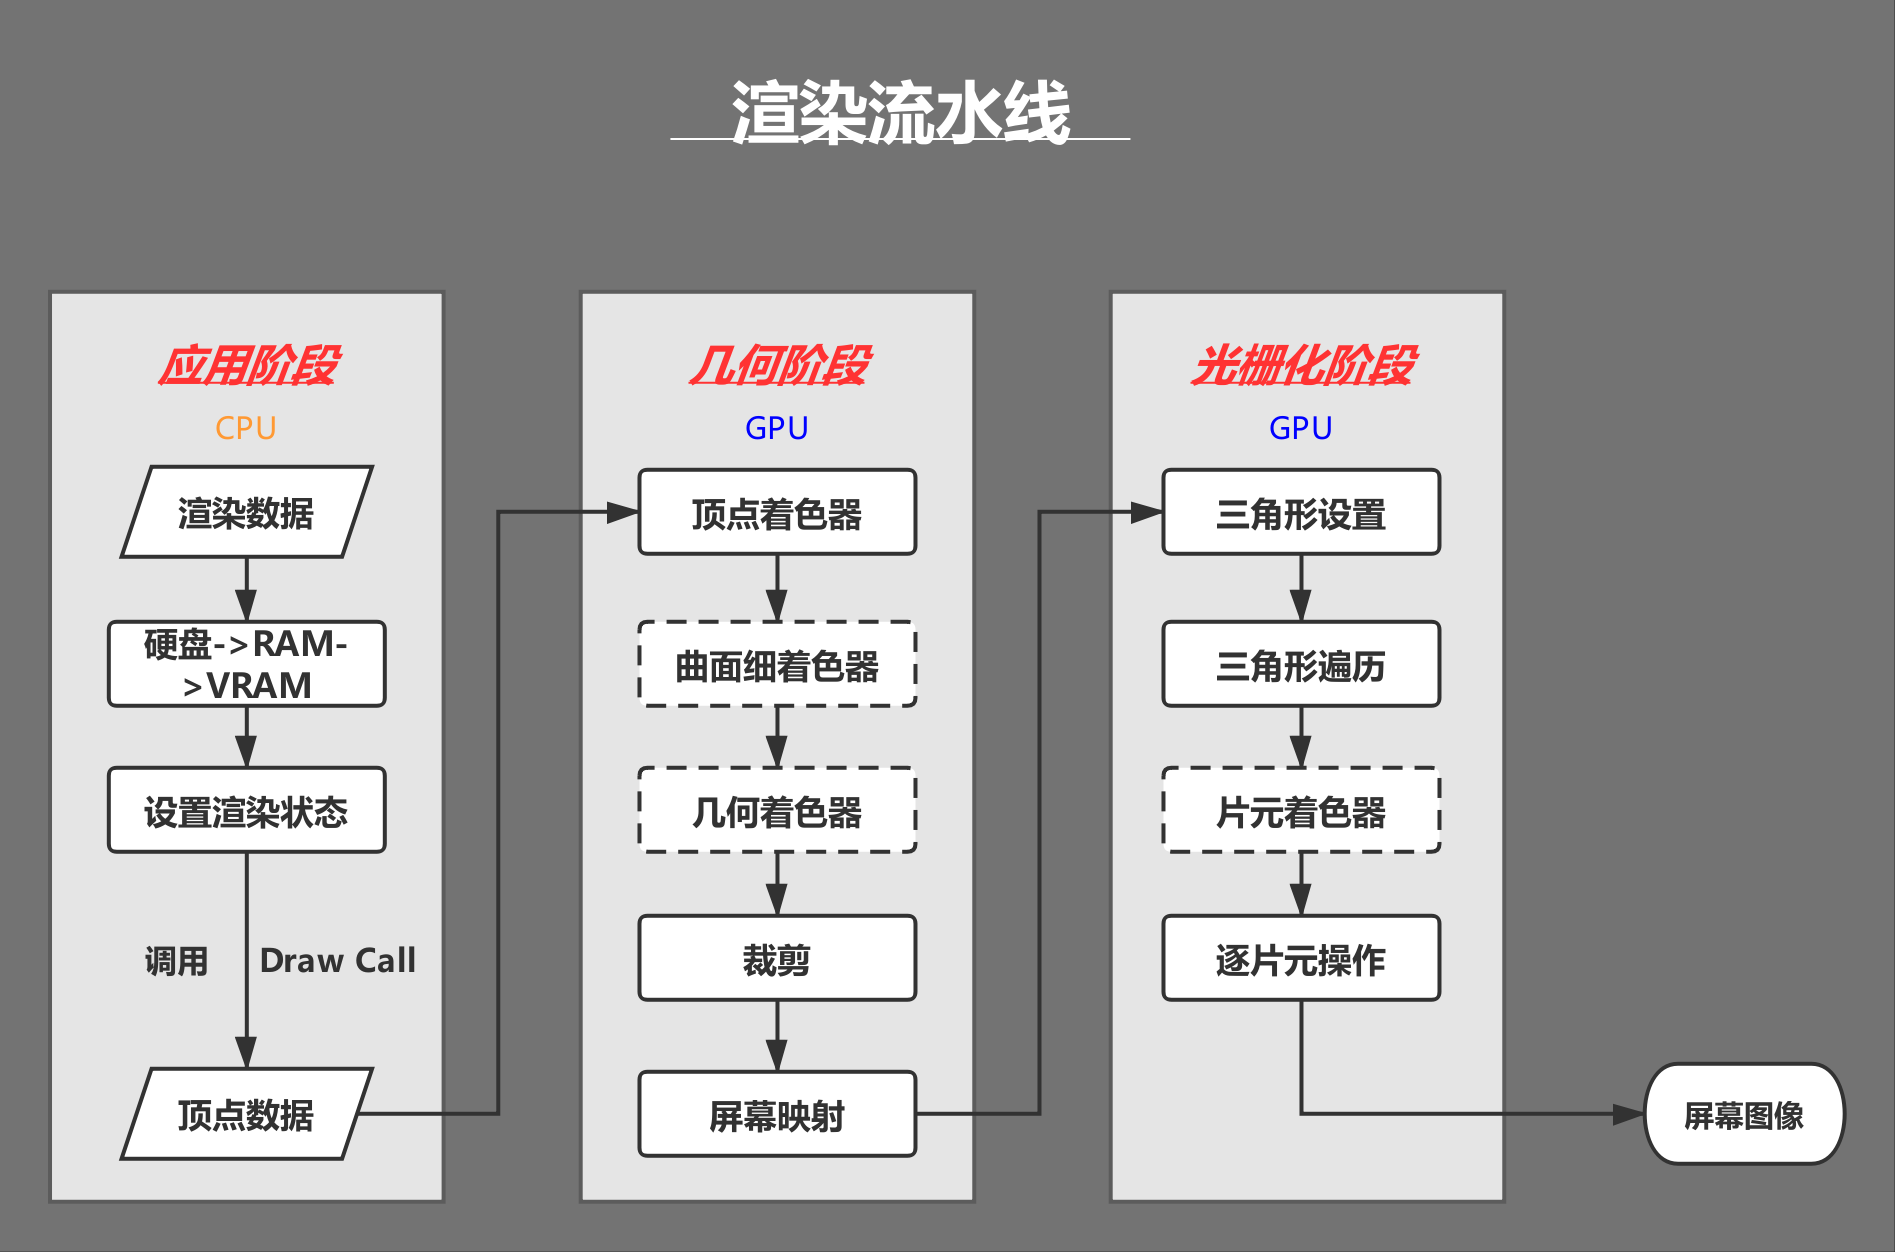 渲染流水线
应用阶段
CPU
渲染数据
硬盘->RAM-
>VRAM
设置渲染状态
调用
Draw Call
顶点数据
几何阶段
GPU
顶点着色器
曲面细着色器
几何着色器
裁剪
屏幕映射
光栅化阶段
GPU
三角形设置
三角形遍历
片元着色器
逐片元操作
屏幕图像